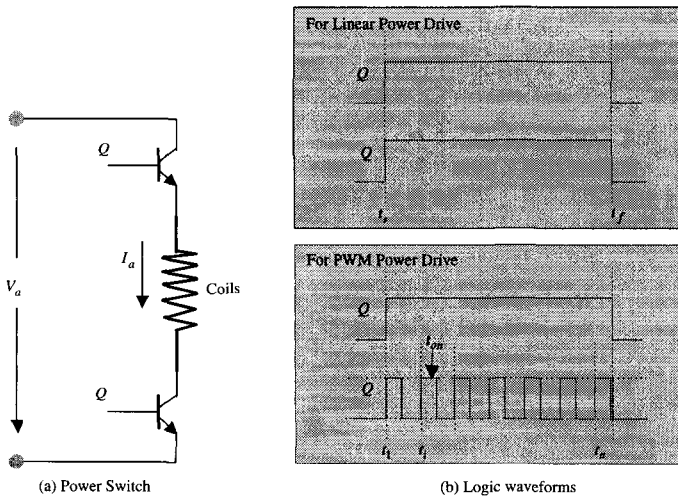 For Linear Power Drive
Q
Q
t_s
t_f
Q
I_a
V_a
Coils
Q
For PWM Power Drive
Q
t_on
Q
t_1
t_i
t_n
(a) Power Switch
(b) Logic waveforms